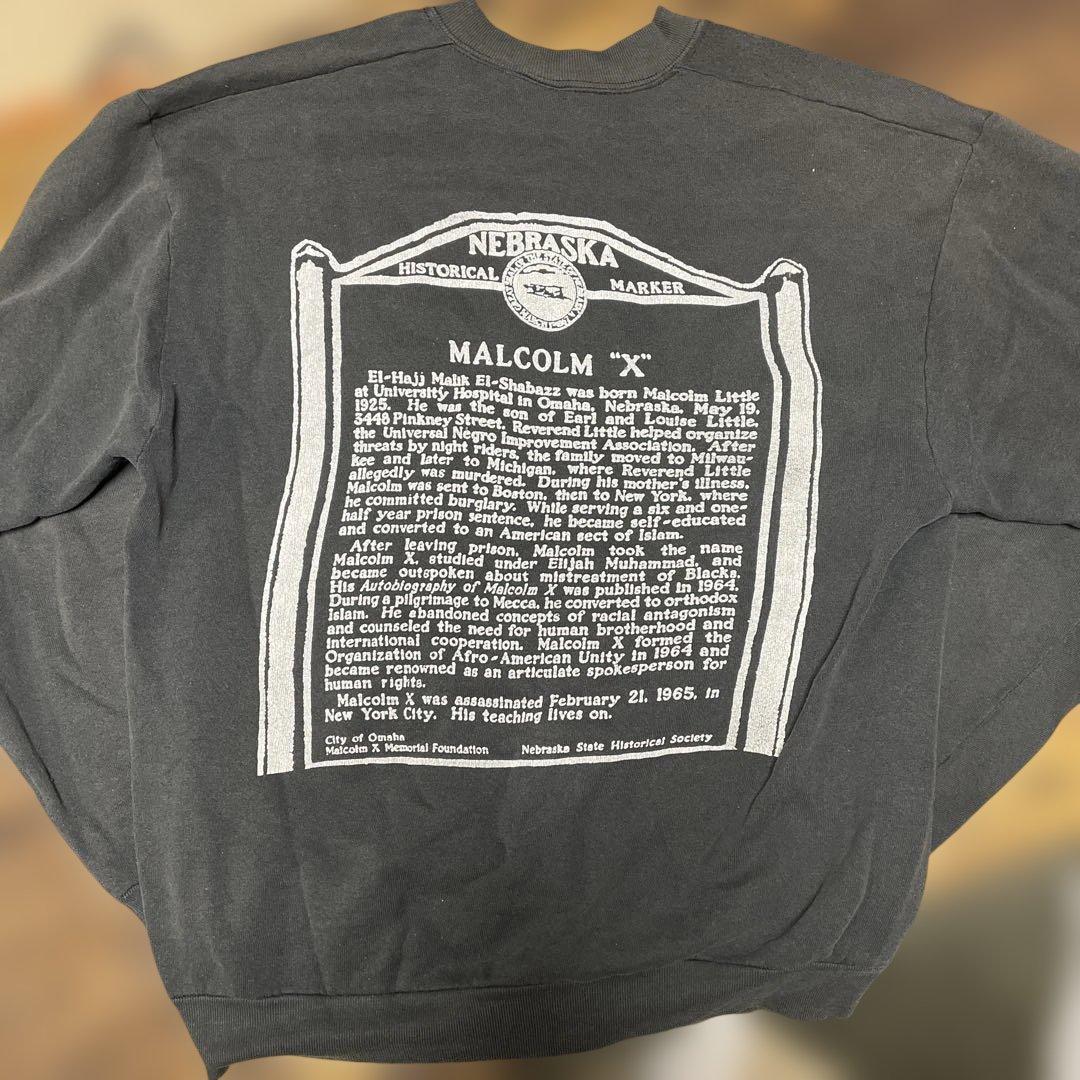 NEBRASKA
HISTORICAL MARKER
MALCOLM "X"
El-Hajj Malik El-Shabazz was born Malcolm Little
at University Hospital in Omaha, Nebraska, May 19,
1925. He was the son of Earl and Louise Little,
3448 Pinkney Street. Reverend Little helped organize
the Universal Negro Improvement Association. After
threats by night riders, the family moved to Milwau-
kee and later to Michigan, where Reverend Little
allegedly was murdered. During his mother's illness,
Malcolm was sent to Boston, then to New York, where
he committed burglary. While serving a six and one-
half year prison sentence, he became self-educated
and converted to an American sect of Islam.
After leaving prison, Malcolm took the name
Malcolm X, studied under Elijah Muhammad, and
became outspoken about mistreatment of Blacks.
His Autobiography of Malcolm X was published in 1964.
During a pilgrimage to Mecca, he converted to orthodox
Islam. He abandoned concepts of racial antagonism
and counseled the need for human brotherhood and
international cooperation. Malcolm X formed the
Organization of Afro-American Unity in 1964 and
became renowned as an articulate spokesperson for
human rights.
Malcolm X was assassinated February 21, 1965, in
New York City. His teaching lives on.
City of Omaha
Malcolm X Memorial Foundation Nebraska State Historical Society